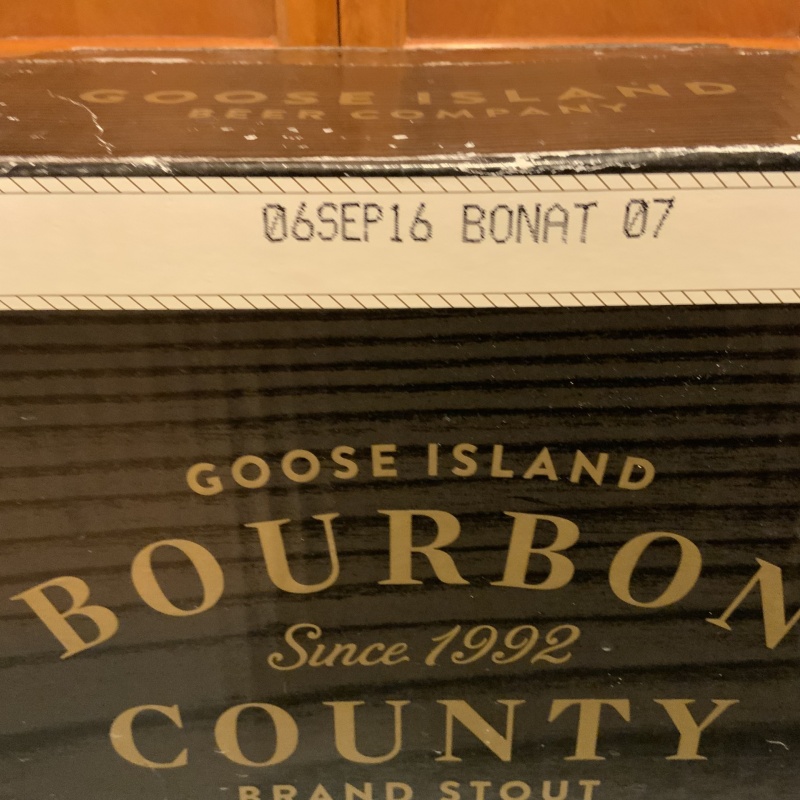 GOOSE ISLAND
BEER COMPANY
06SEP16 BONAT 07
GOOSE ISLAND
BOURBON
Since 1992
COUNTY
BRAND STOUT